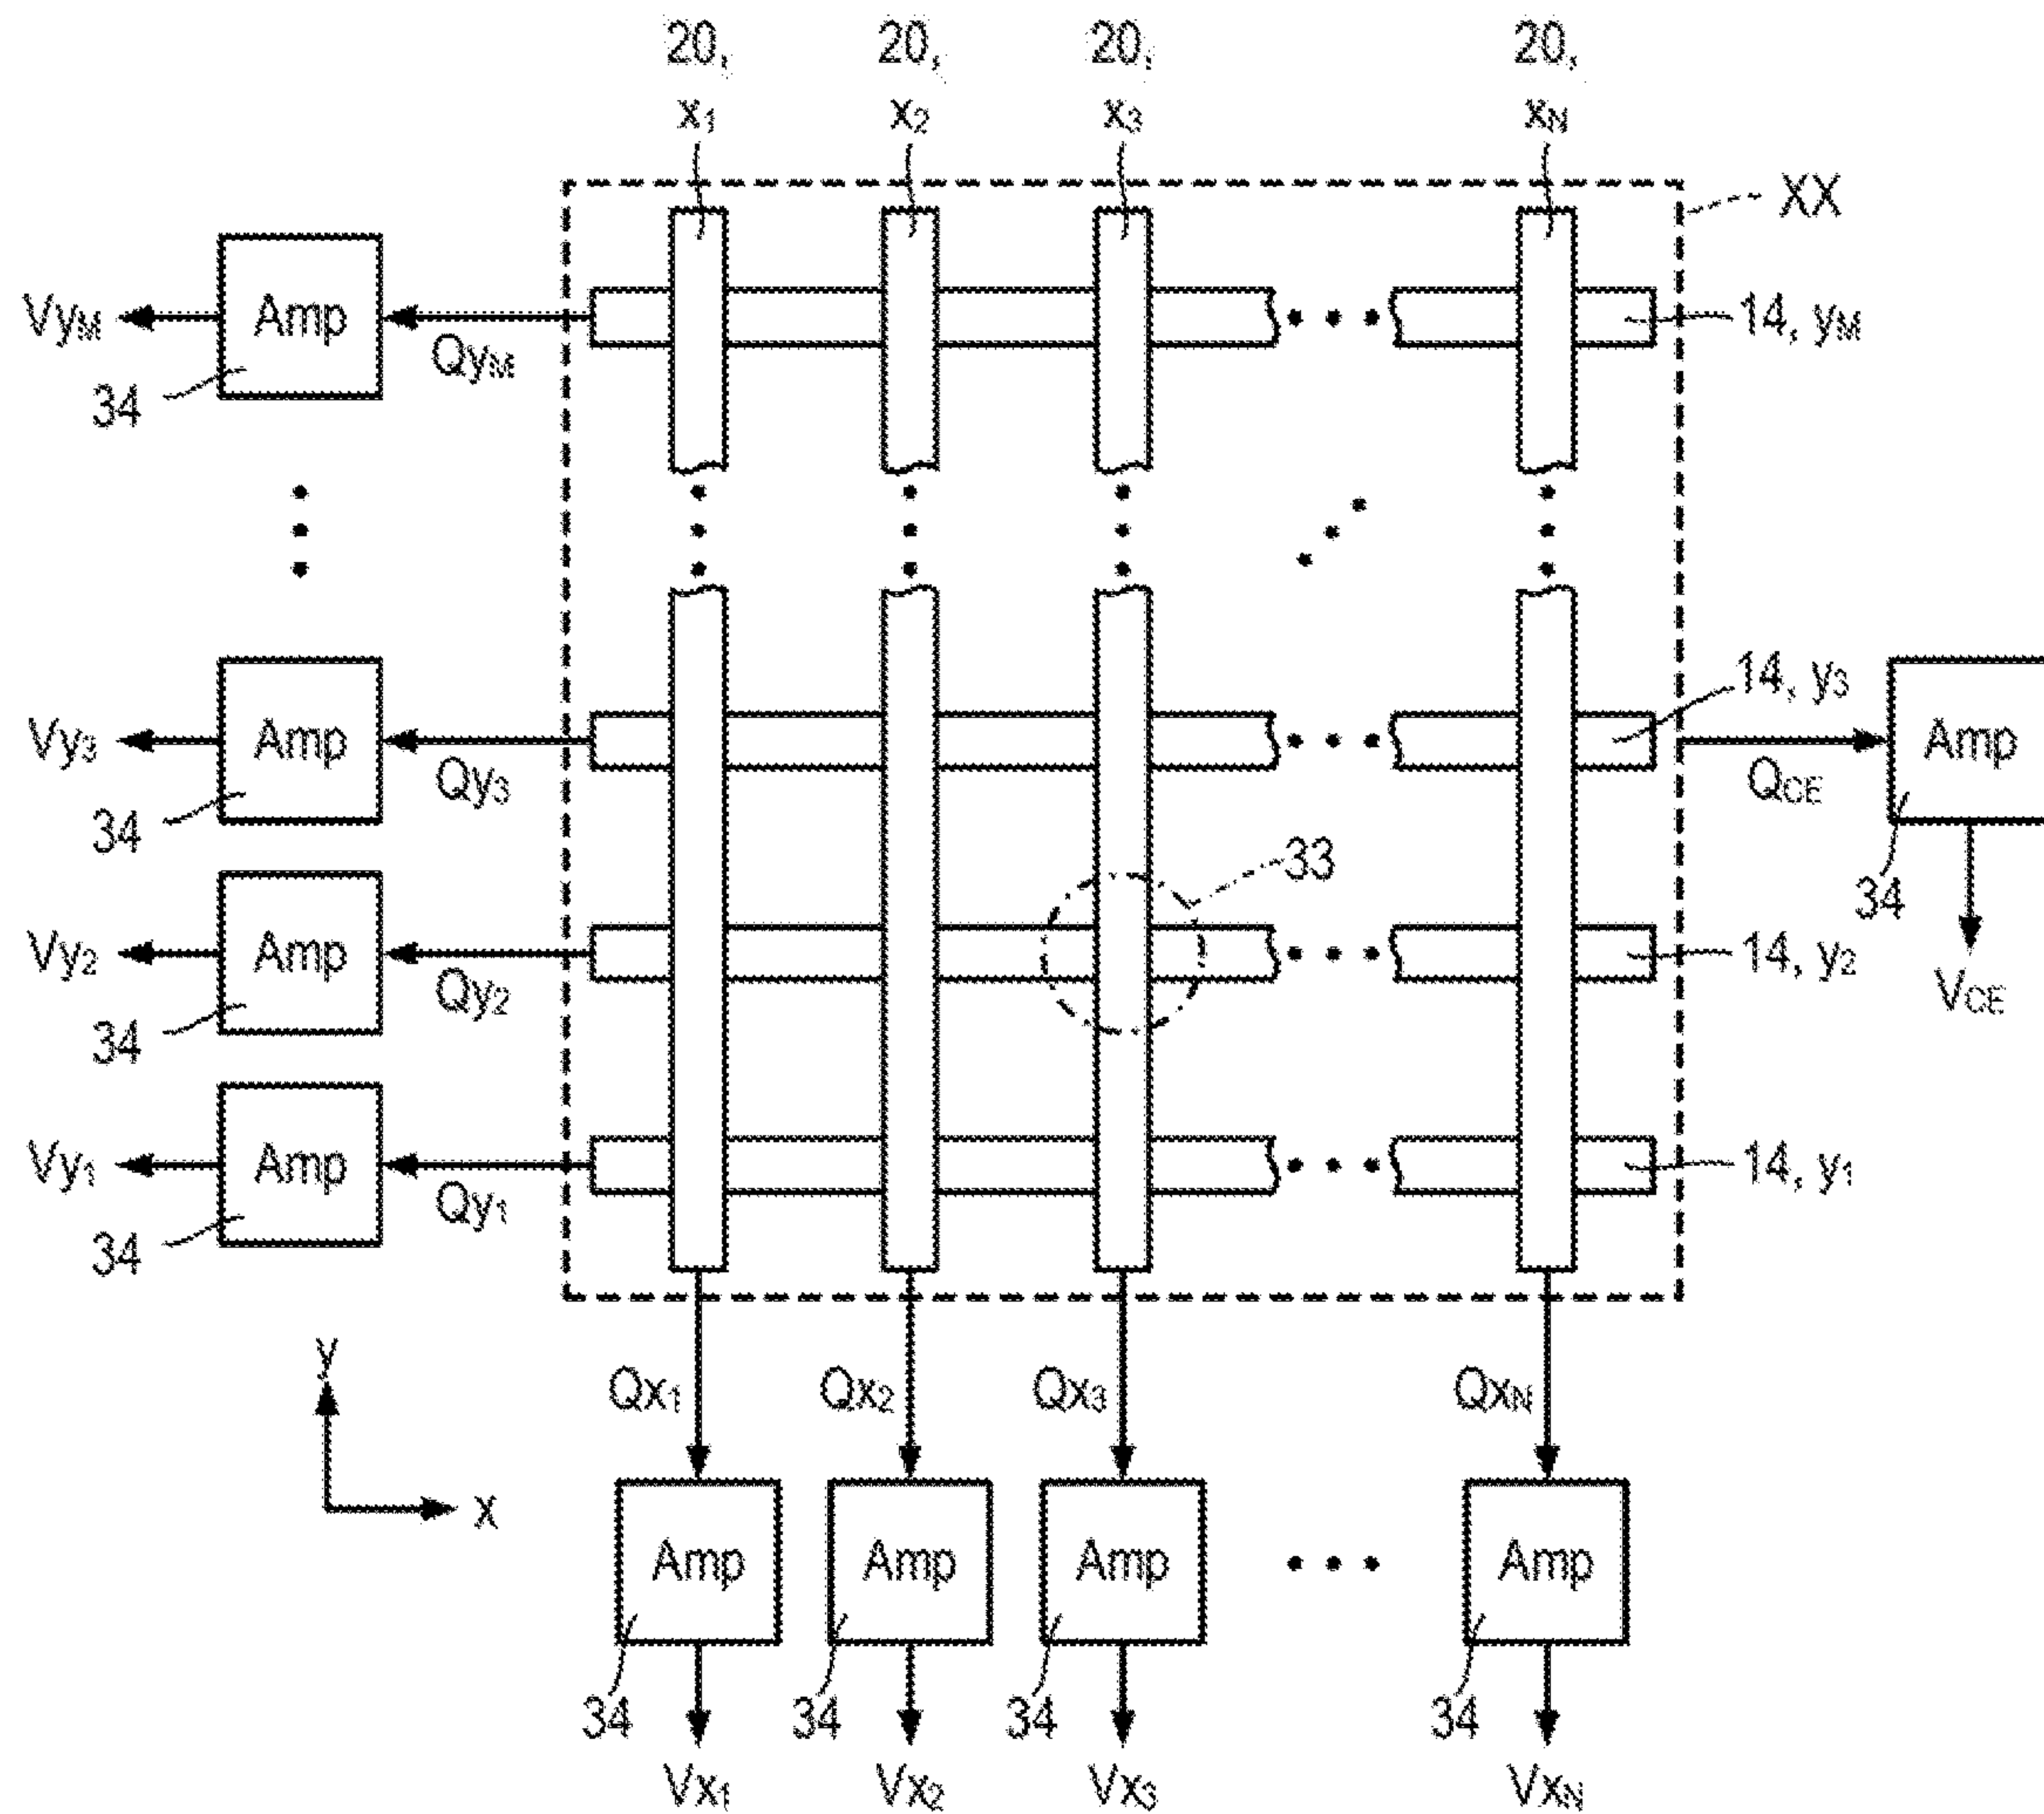 20, 20, 20, 20,
x₁ x₂ x₃ xN
XX
VyM Amp QyM 14, yM
34
Vy₃ Amp Qy₃ 14, y₃ Amp
QCE
34 33 34
Vy₂ Amp Qy₂ 14, y₂
VCE
34
Vy₁ Amp Qy₁ 14, y₁
34
y
Qx₁ Qx₂ Qx₃ QxN
x
Amp Amp Amp Amp
34 34 34 34
Vx₁ Vx₂ Vx₃ VxN